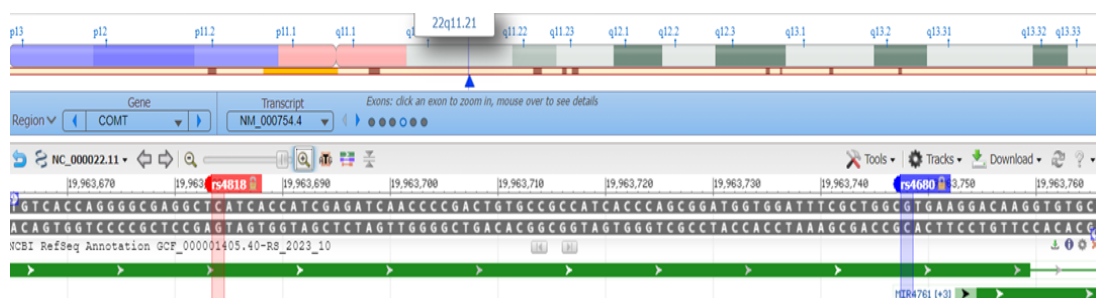 22q11.21
p13 p12 p11.2 p11.1 q11.1 q11.22 q11.23 q12.1 q12.2 q12.3 q13.1 q13.2 q13.31 q13.32 q13.33
Gene Transcript Exons: click an exon to zoom in, mouse over to see details
Region COMT NM_000754.4
NC_000022.11 Tools Tracks Download ?
19,963,670 19,963 rs4818 19,963,690 19,963,700 19,963,710 19,963,720 19,963,730 19,963,740 rs4680 3,750 19,963,760
T G T C A C C A G G G G C G A G G C T C A T C A C C A T C G A G A T C A A C C C C G A C T G T G C C G C C A T C A C C C A G C G G A T G G T G G A T T T C G C T G G C G T G A A G G A C A A G G T G T G C
A C A G T G G T C C C C G C T C C G A G T A G T G G T A G C T C T A G T T G G G G C T G A C A C G G C G G T A G T G G G T C G C C T A C C A C C T A A A G C G A C C G C A C T T C C T G T T C C A C A C G
NCBI RefSeq Annotation GCF_000001405.40-RS_2023_10
MIR4761 [+3]